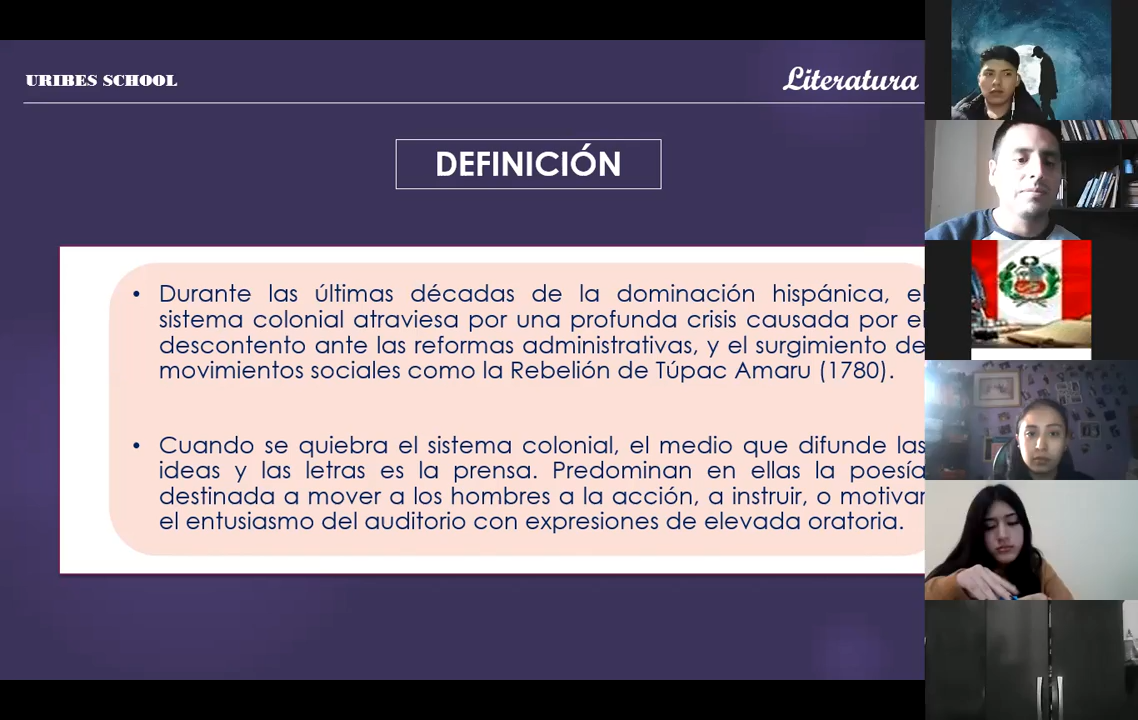 URIBES SCHOOL
Literatura
DEFINICIÓN
• Durante las últimas décadas de la dominación hispánica, el
sistema colonial atraviesa por una profunda crisis causada por el
descontento ante las reformas administrativas, y el surgimiento de
movimientos sociales como la Rebelión de Túpac Amaru (1780).
• Cuando se quiebra el sistema colonial, el medio que difunde las
ideas y las letras es la prensa. Predominan en ellas la poesía
destinada a mover a los hombres a la acción, a instruir, o motivar
el entusiasmo del auditorio con expresiones de elevada oratoria.